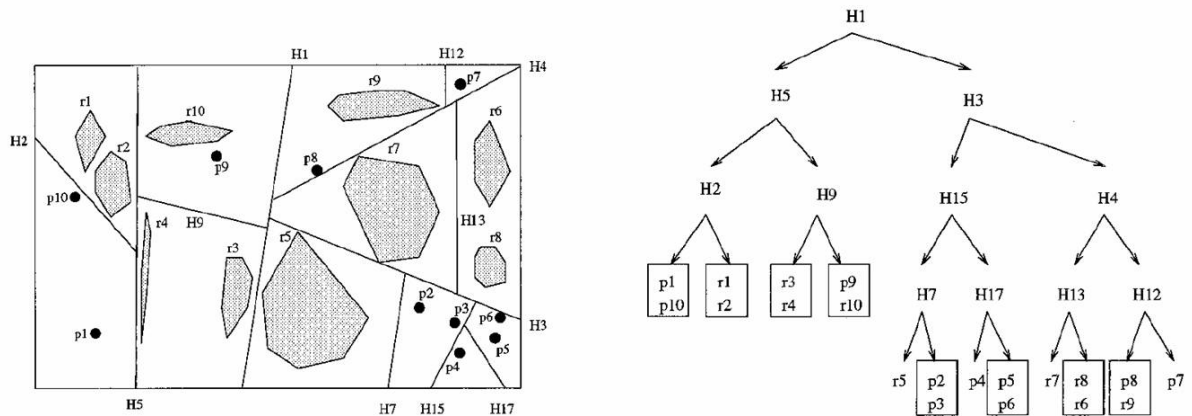 H1 H12 H4
p7
r9
r1 r10 r6
H2
r2 p9 p8 r7
p10
r4 H9 r3 r5 H13 r8
p2 p3 p6
p1 p4 p5
H3
H5 H7 H15 H17
H1
H5 H3
H2 H9 H15 H4
p1 r1 r3 p9 H7 H17 H13 H12
p10 r2 r4 r10
r5 p2 p4 p5 r7 r8 p8 p7
p3 p6 r6 r9